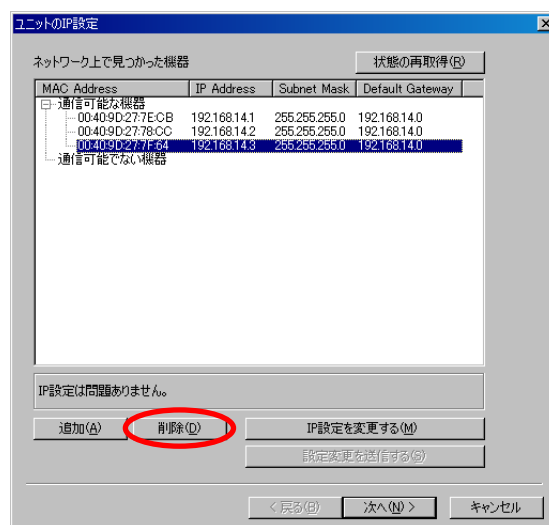 ユニットのIP設定
ネットワーク上で見つかった機器
状態の再取得(R)
MAC Address IP Address Subnet Mask Default Gateway
通信可能な機器
00:40:9D:27:7E:CB 192.168.14.1 255.255.255.0 192.168.14.0
00:40:9D:27:78:CC 192.168.14.2 255.255.255.0 192.168.14.0
00:40:9D:27:7F:64 192.168.14.3 255.255.255.0 192.168.14.0
通信可能でない機器
IP設定は問題ありません。
追加(A) 削除(D) IP設定を変更する(M)
設定変更を送信する(S)
< 戻る(B) 次へ(N) > キャンセル